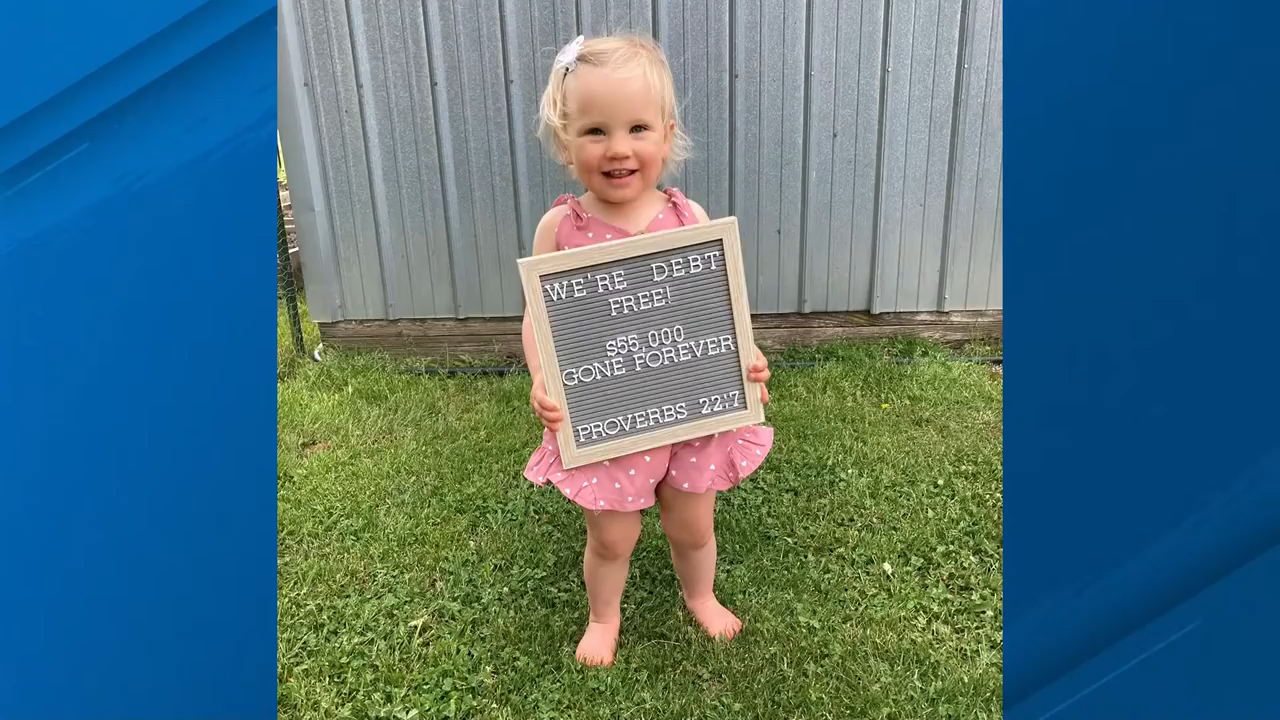 WE'RE DEBT
FREE!
$55,000
GONE FOREVER
PROVERBS 22:7